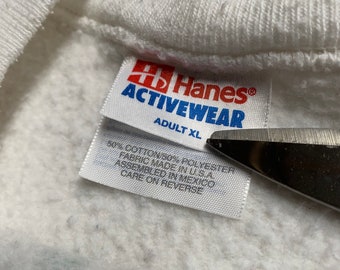 Hanes®
ACTIVEWEAR
ADULT XL
50% COTTON/50% POLYESTER
FABRIC MADE IN U.S.A.
ASSEMBLED IN MEXICO
CARE ON REVERSE